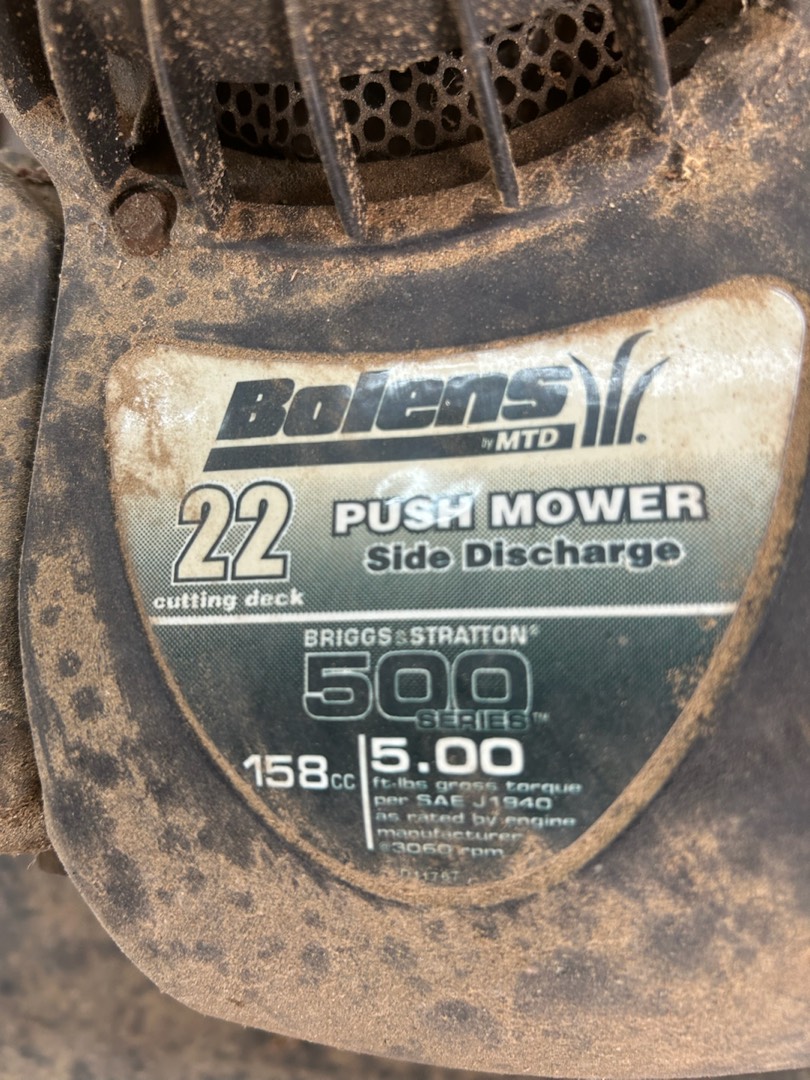 Bolens
by MTD
22
PUSH MOWER
Side Discharge
cutting deck
BRIGGS&STRATTON®
500
SERIES™
158cc
5.00
ft-lbs gross torque
per SAE J1940
as rated by engine
manufacturer
@3060 rpm